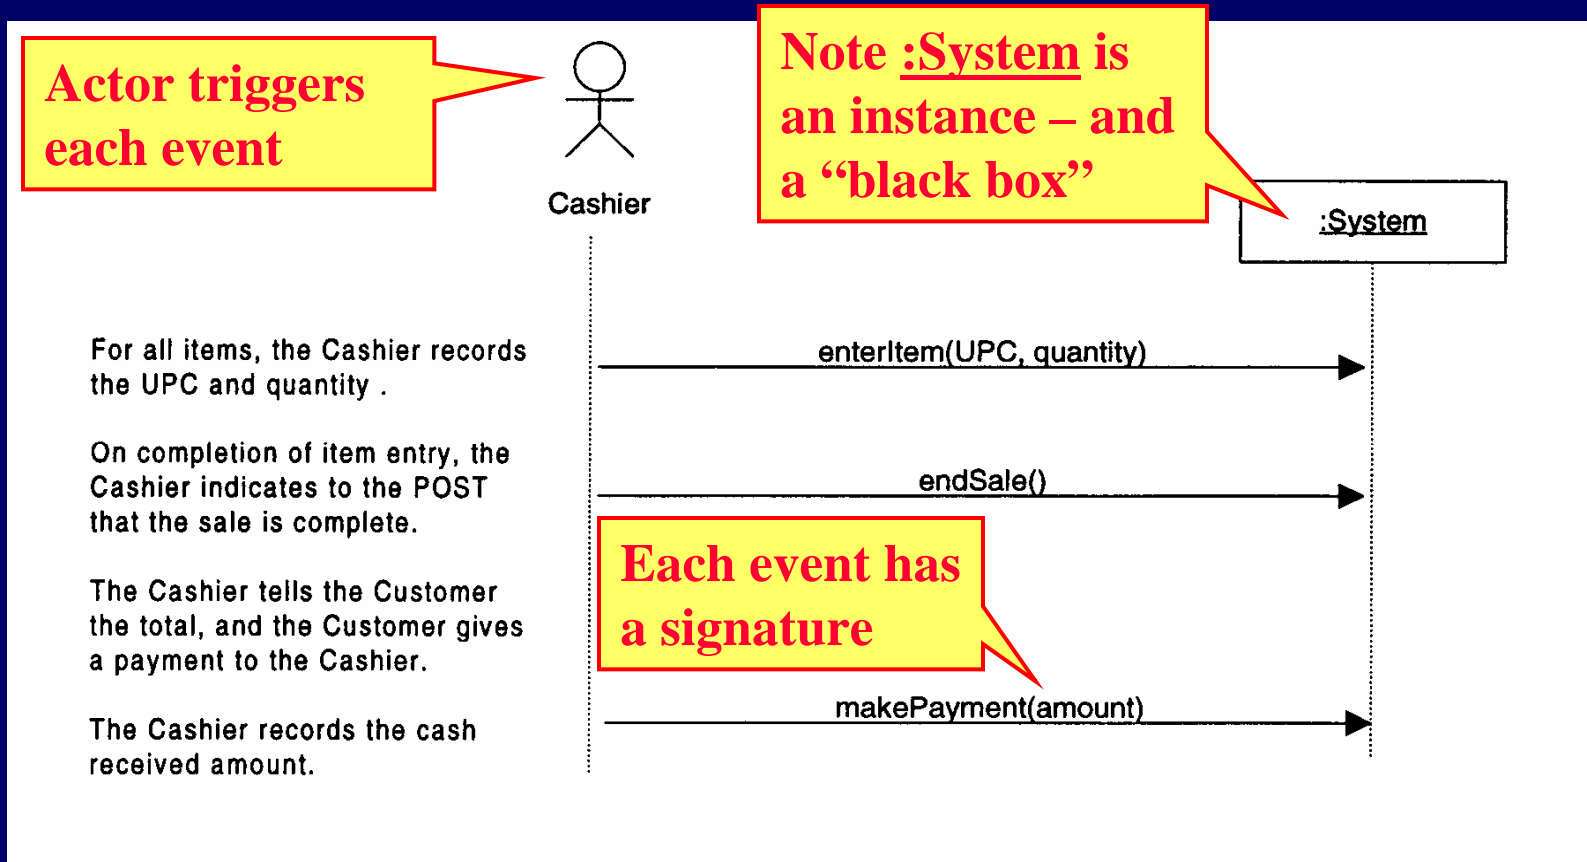 Actor triggers
each event
Note :System is
an instance – and
a “black box”
Cashier
:System
For all items, the Cashier records
the UPC and quantity .
enterItem(UPC, quantity)
On completion of item entry, the
Cashier indicates to the POST
that the sale is complete.
endSale()
Each event has
a signature
The Cashier tells the Customer
the total, and the Customer gives
a payment to the Cashier.
makePayment(amount)
The Cashier records the cash
received amount.